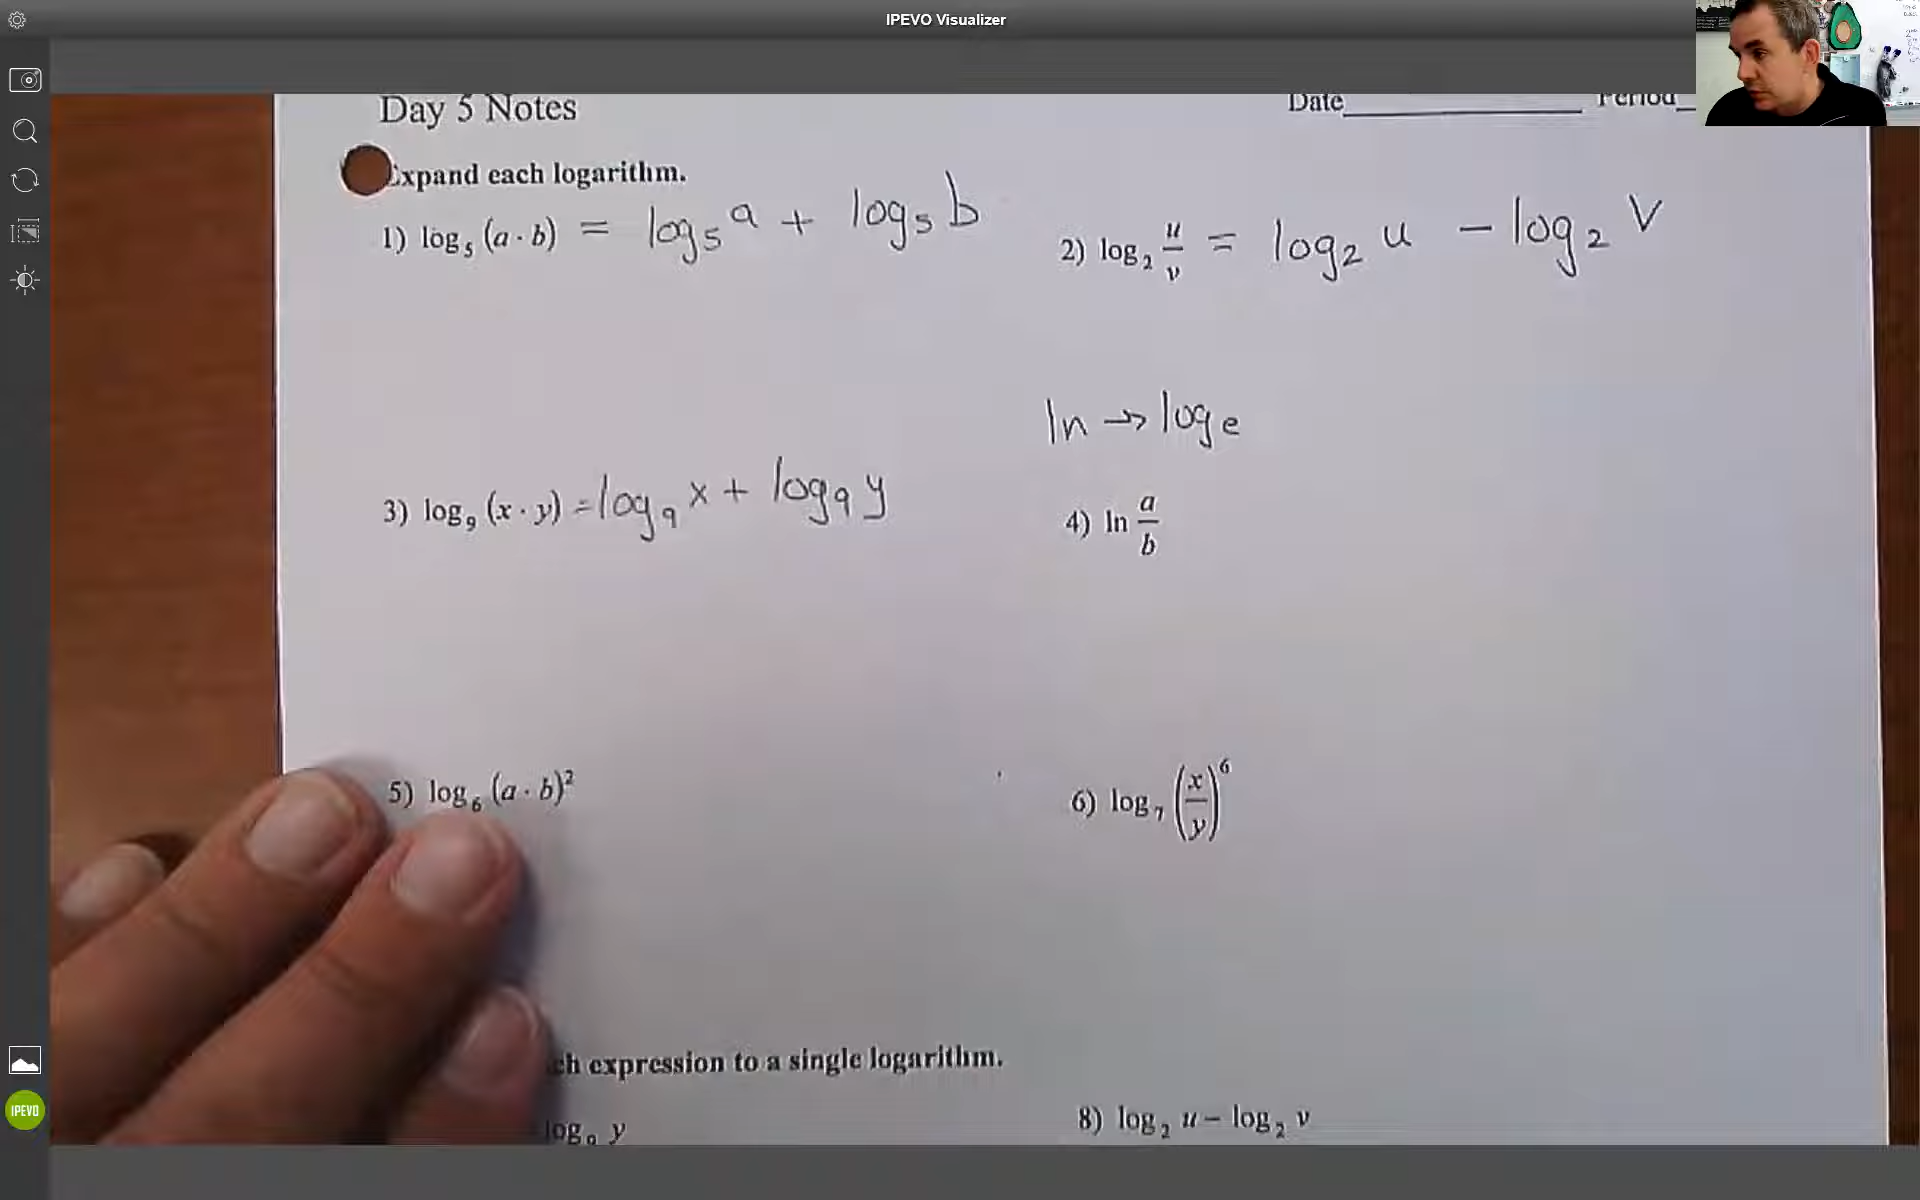 IPEVO Visualizer
Day 5 Notes
Date Period
Expand each logarithm.
1) log₅ (a · b) = log₅ a + log₅ b
2) log₂ u/v = log₂ u − log₂ v
ln → logₑ
3) log₉ (x · y) = log₉ x + log₉ y
4) ln a/b
5) log₆ (a · b)²
6) log₇ (x/y)⁶
expression to a single logarithm.
log₉ y
8) log₂ u − log₂ v
IPEVO